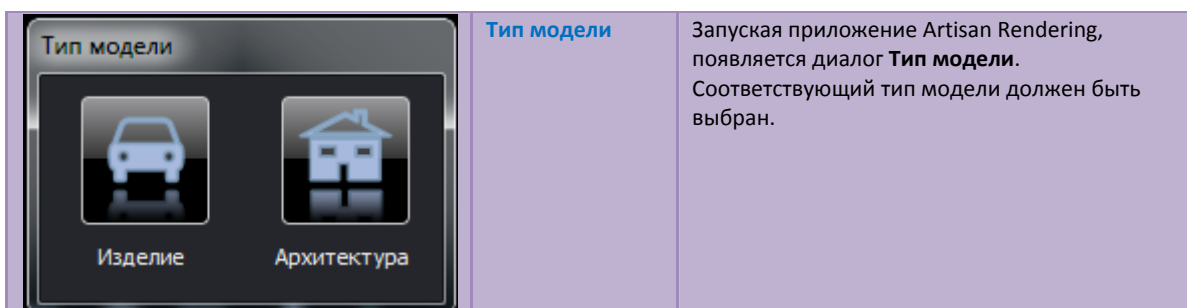 Тип модели
Изделие
Архитектура
Тип модели
Запуская приложение Artisan Rendering,
появляется диалог Тип модели.
Соответствующий тип модели должен быть
выбран.